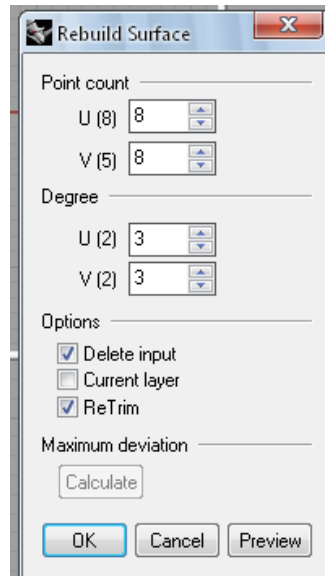 Rebuild Surface
Point count
U (8) 8
V (5) 8
Degree
U (2) 3
V (2) 3
Options
Delete input
Current layer
ReTrim
Maximum deviation
Calculate
OK Cancel Preview